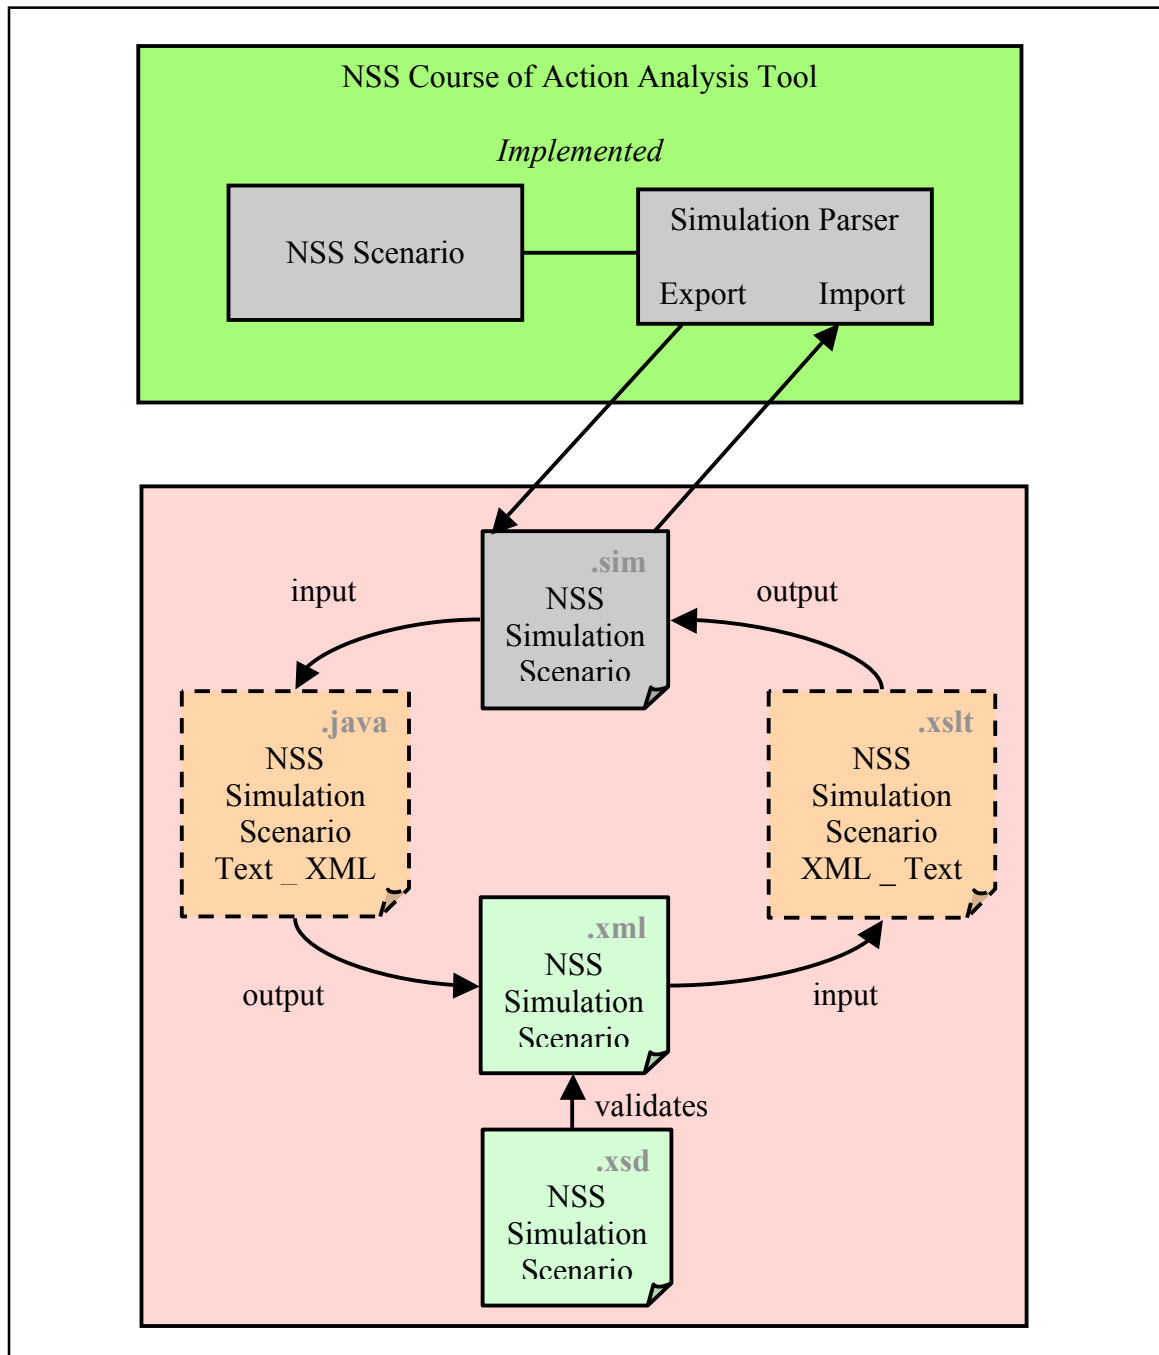 NSS Course of Action Analysis Tool
Implemented
NSS Scenario
Simulation Parser
Export Import
.sim
NSS
Simulation
Scenario
input
output
.java
NSS
Simulation
Scenario
Text _ XML
.xslt
NSS
Simulation
Scenario
XML _ Text
.xml
NSS
Simulation
Scenario
output
input
validates
.xsd
NSS
Simulation
Scenario